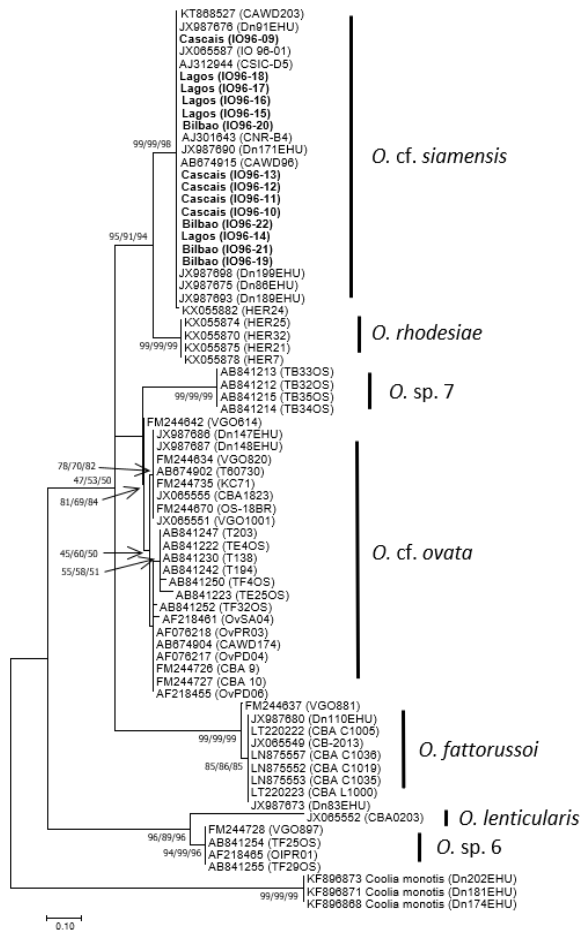 KT868527 (CAWD203)
JX987676 (Dn91EHU)
Cascais (IO96-09)
JX065587 (IO 96-01)
AJ312944 (CSIC-D5)
Lagos (IO96-18)
Lagos (IO96-17)
Lagos (IO96-16)
Lagos (IO96-15)
Bilbao (IO96-20)
AJ301643 (CNR-B4)
99/99/98
JX987690 (Dn171EHU)
AB674915 (CAWD96)
O. cf. siamensis
Cascais (IO96-13)
Cascais (IO96-12)
Cascais (IO96-11)
Cascais (IO96-10)
Bilbao (IO96-22)
Lagos (IO96-14)
95/91/94
Bilbao (IO96-21)
Bilbao (IO96-19)
JX987698 (Dn199EHU)
JX987675 (Dn86EHU)
JX987693 (Dn189EHU)
KX055882 (HER24)
KX055874 (HER25)
KX055870 (HER32)
O. rhodesiae
KX055875 (HER21)
99/99/99
KX055878 (HER7)
AB841213 (TB33OS)
AB841212 (TB32OS)
O. sp. 7
99/99/99
AB841215 (TB35OS)
AB841214 (TB34OS)
FM244642 (VGO614)
JX987686 (Dn147EHU)
JX987687 (Dn148EHU)
FM244634 (VGO820)
78/70/82
AB674902 (T60730)
47/53/50
FM244735 (KC71)
JX065555 (CBA1823)
81/69/84
FM244670 (OS-18BR)
JX065551 (VGO1001)
AB841247 (T203)
AB841222 (TE4OS)
45/60/50
AB841230 (T138)
O. cf. ovata
AB841242 (T194)
55/58/51
AB841250 (TF4OS)
AB841223 (TE25OS)
AB841252 (TF32OS)
AF218461 (OvSA04)
AF076218 (OvPR03)
AB674904 (CAWD174)
AF076217 (OvPD04)
FM244726 (CBA 9)
FM244727 (CBA 10)
AF218455 (OvPD06)
FM244637 (VGO881)
JX987680 (Dn110EHU)
LT220222 (CBA C1005)
99/99/99
JX065549 (CB-2013)
LN875557 (CBA C1036)
O. fattorussoi
85/86/85
LN875552 (CBA C1019)
LN875553 (CBA C1035)
LT220223 (CBA L1000)
JX987673 (Dn83EHU)
JX065552 (CBA0203)
O. lenticularis
96/89/96
FM244728 (VGO897)
AB841254 (TF25OS)
O. sp. 6
94/99/96
AF218465 (OIPR01)
AB841255 (TF29OS)
KF896873 Coolia monotis (Dn202EHU)
KF896871 Coolia monotis (Dn181EHU)
99/99/99
KF896868 Coolia monotis (Dn174EHU)
0.10